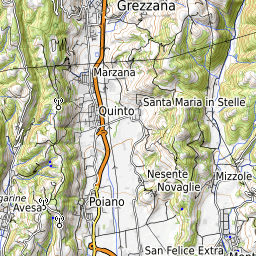 Grezzana
Marzana
Quinto
Santa Maria in Stelle
Nesente
Novaglie
Mizzole
Avesa
Poiano
San Felice Extra